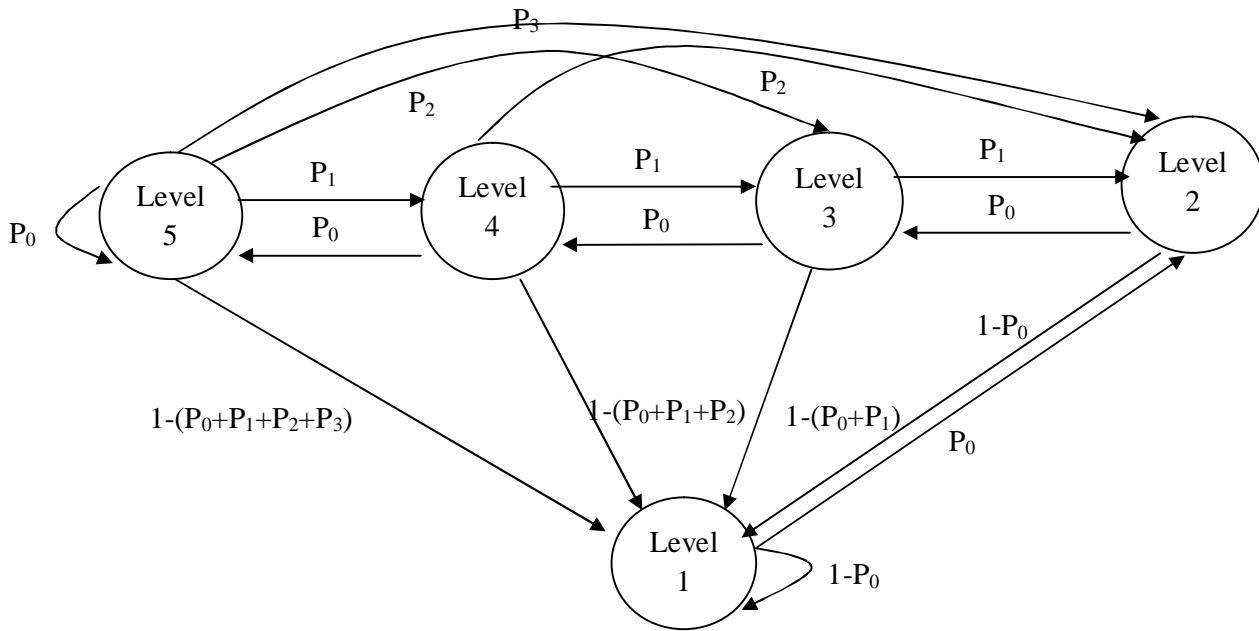 P₃
P₂
P₂
P₁
P₁
P₁
Level
5
Level
4
Level
3
Level
2
P₀
P₀
P₀
P₀
1-P₀
1-(P₀+P₁+P₂+P₃)
1-(P₀+P₁+P₂)
1-(P₀+P₁)
P₀
Level
1
1-P₀